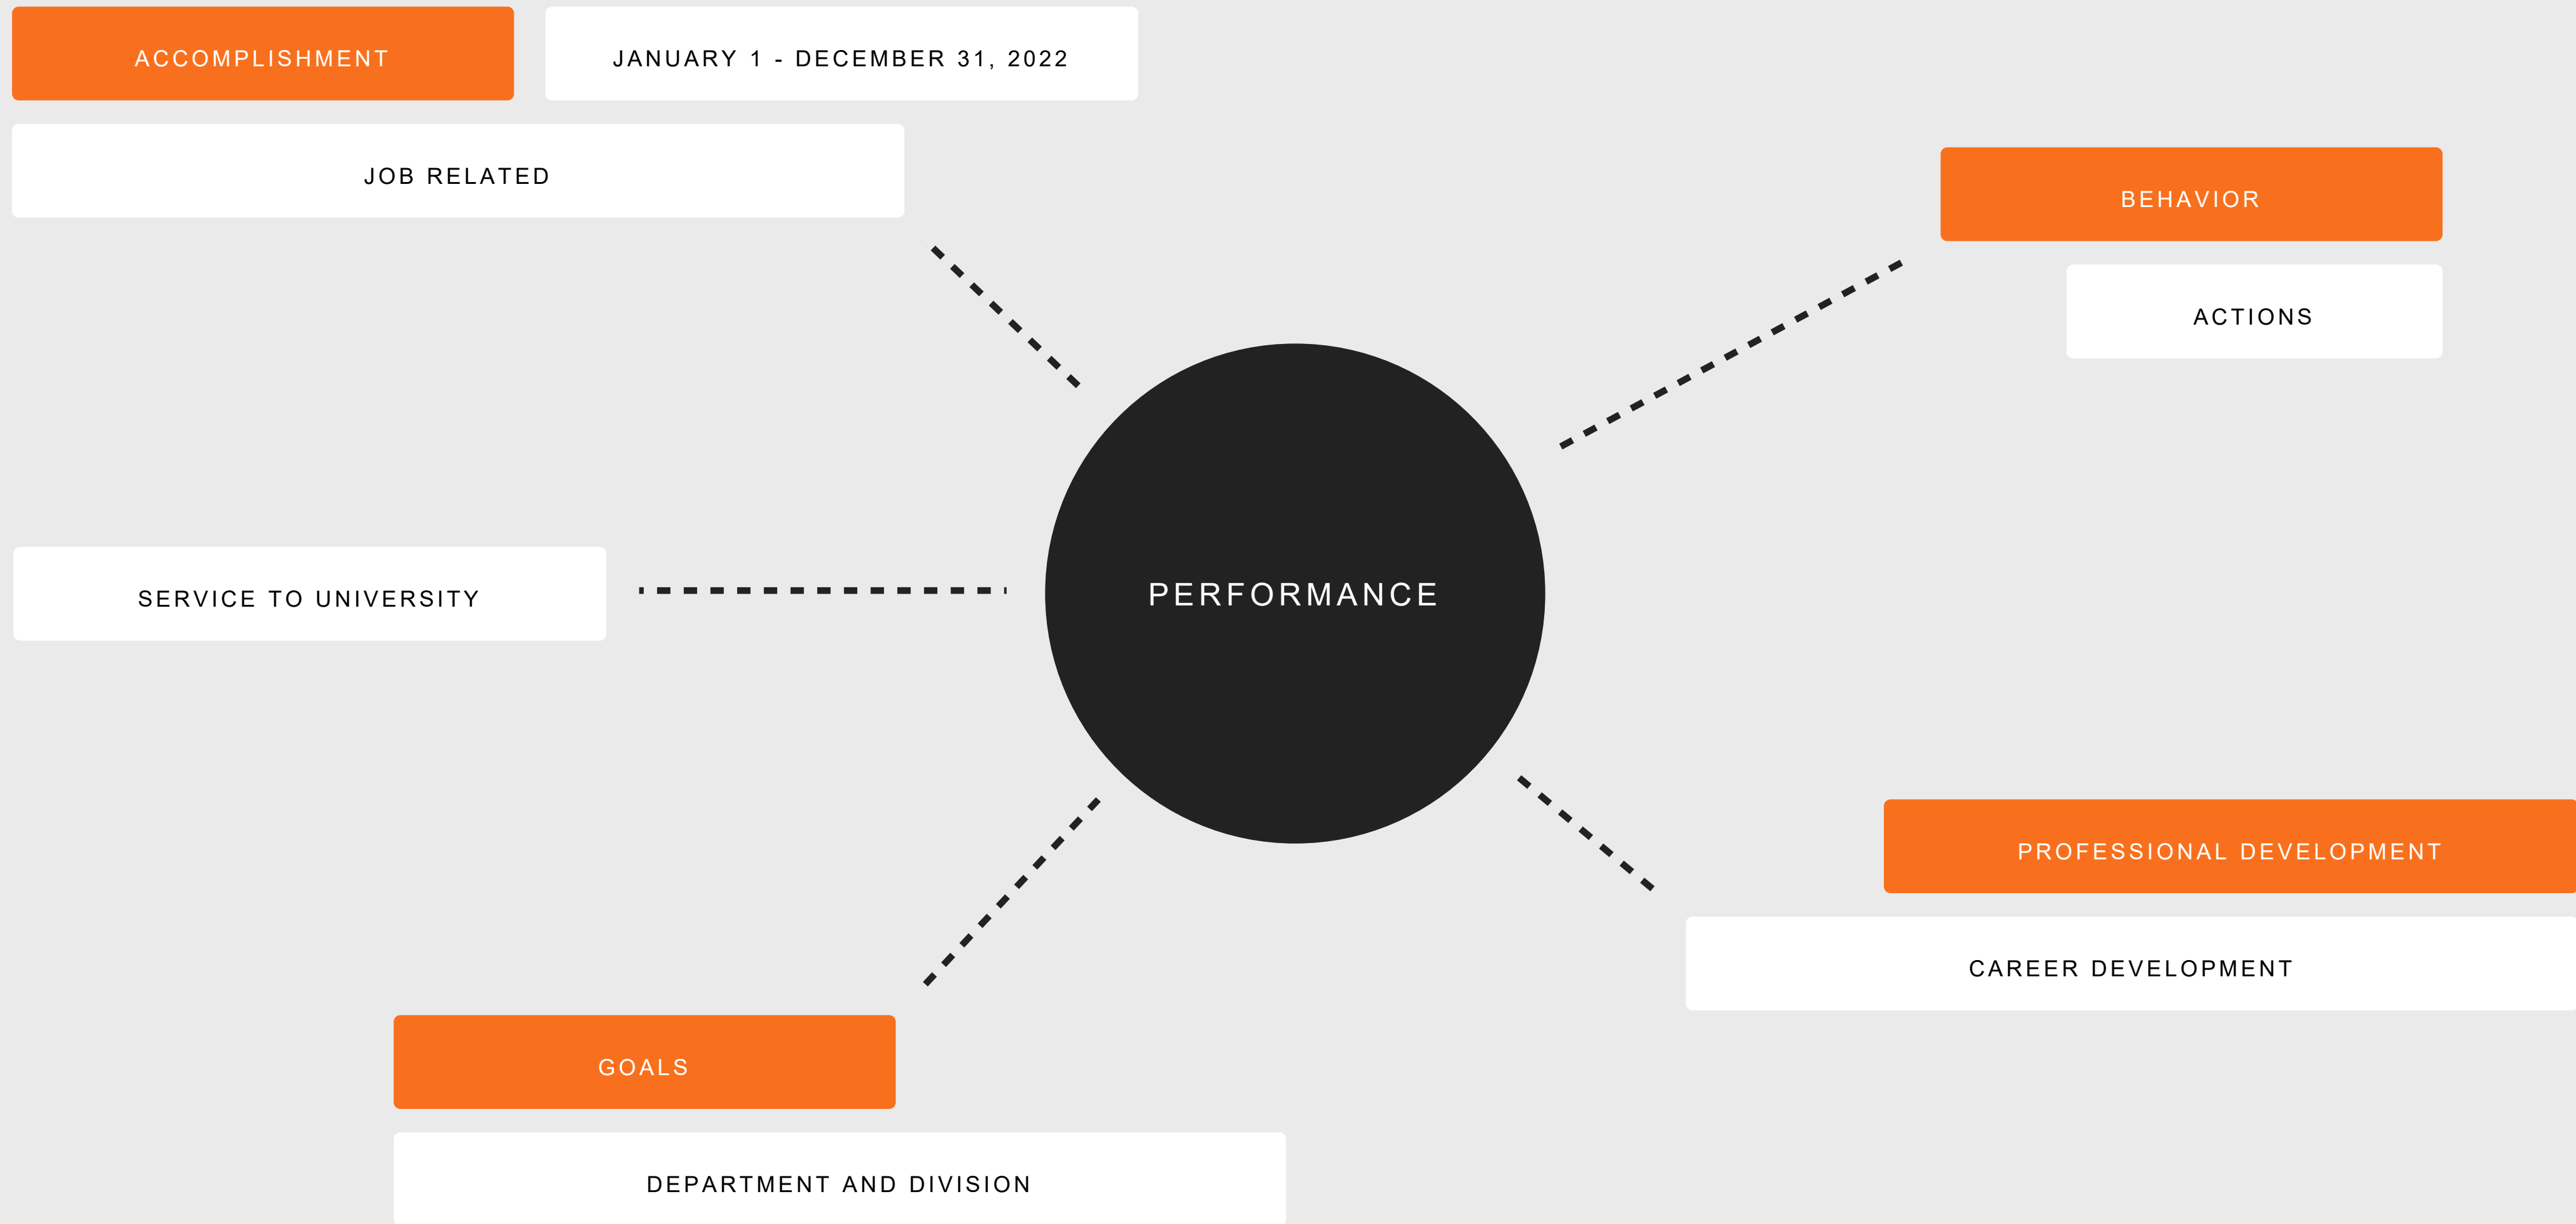 ACCOMPLISHMENT
JANUARY 1 - DECEMBER 31, 2022
JOB RELATED
BEHAVIOR
ACTIONS
SERVICE TO UNIVERSITY
PERFORMANCE
PROFESSIONAL DEVELOPMENT
CAREER DEVELOPMENT
GOALS
DEPARTMENT AND DIVISION